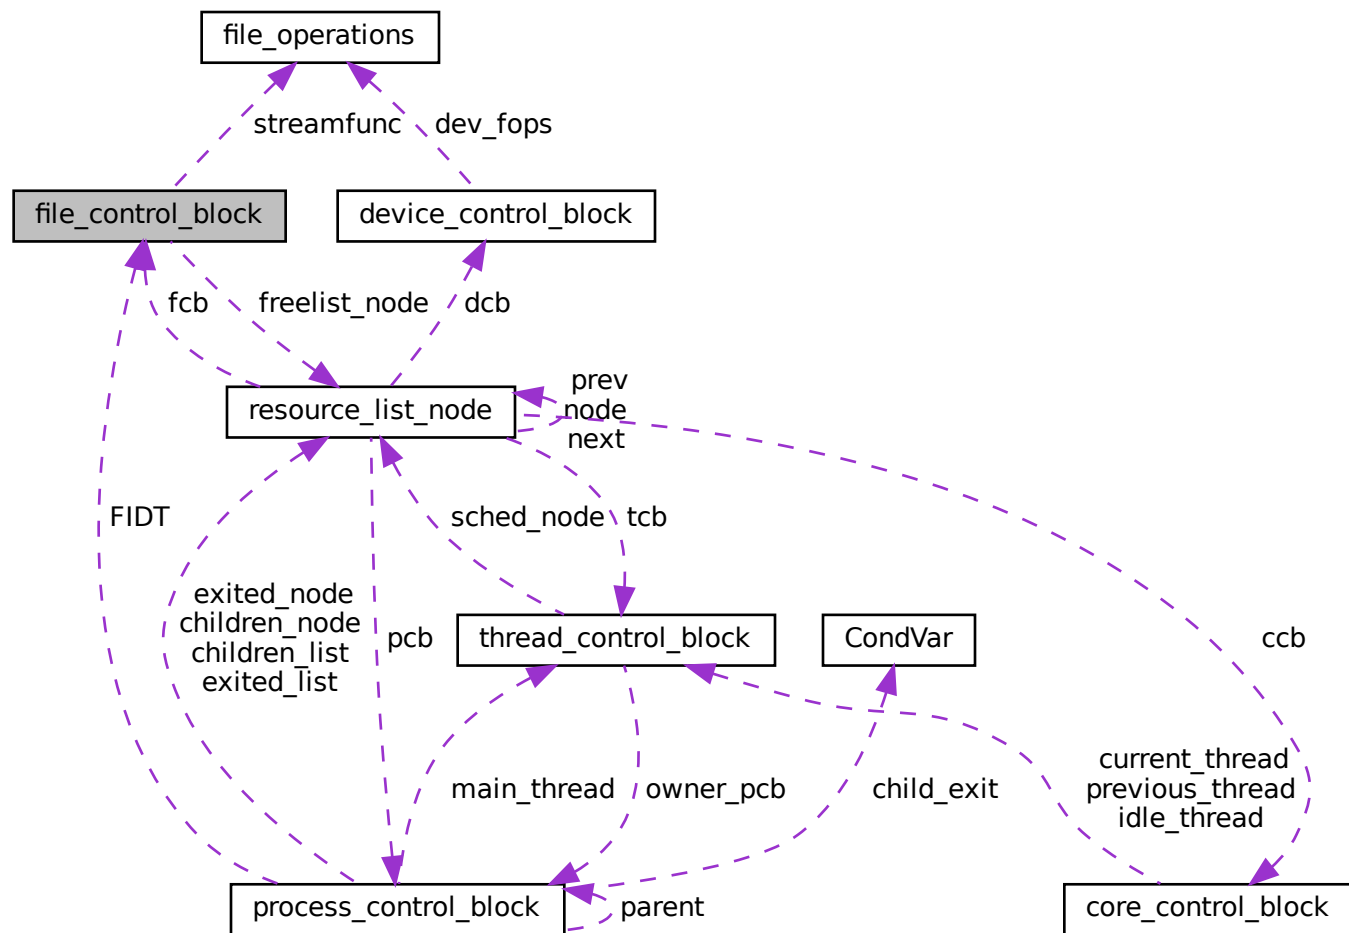 file_operations
streamfunc
dev_fops
file_control_block
device_control_block
fcb
freelist_node
dcb
prev
node
next
resource_list_node
FIDT
sched_node
tcb
exited_node
children_node
children_list
exited_list
pcb
thread_control_block
CondVar
ccb
main_thread
owner_pcb
child_exit
current_thread
previous_thread
idle_thread
process_control_block
parent
core_control_block